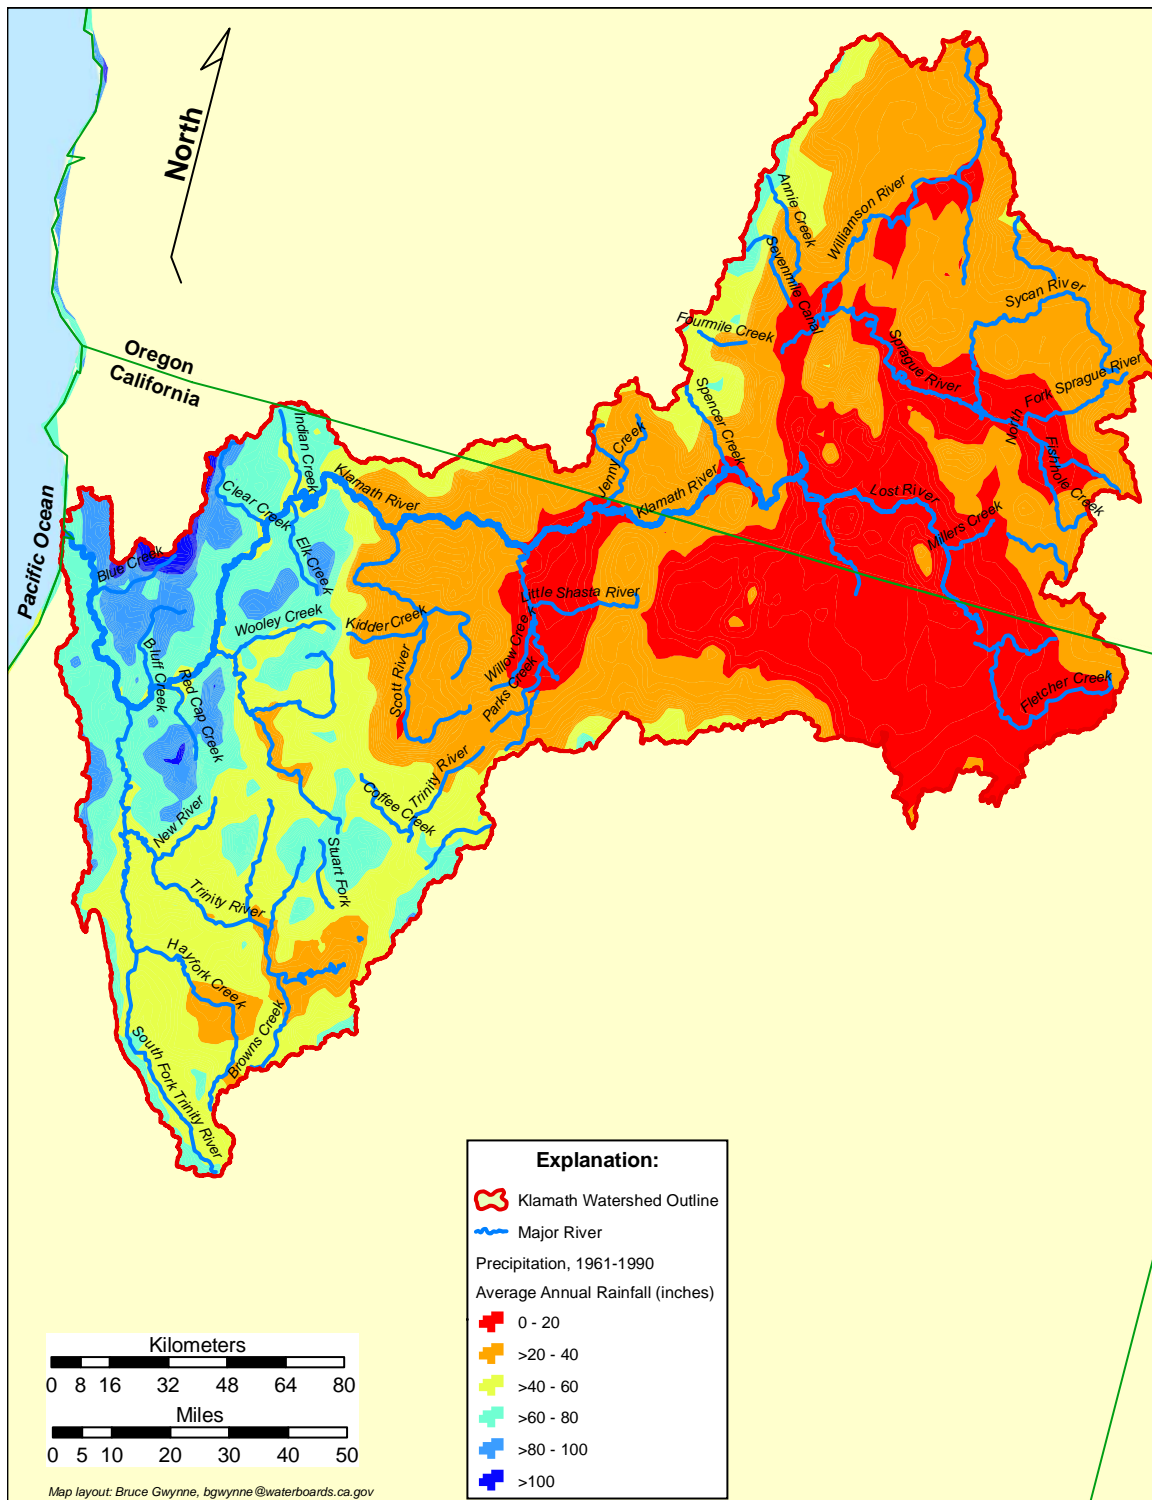 North
Annie Creek
Williamson River
Sevenmile Canal
Sycan River
Fourmile Creek
Sprague River
Oregon
California
North Fork Sprague River
Spencer Creek
Fishhole Creek
Indian Creek
Jenny Creek
Klamath River
Klamath River
Lost River
Clear Creek
Millers Creek
Elk Creek
Pacific Ocean
Blue Creek
Little Shasta River
Wooley Creek
Kidder Creek
Willow Creek
Bluff Creek
Red Cap Creek
Scott River
Parks Creek
Fletcher Creek
Trinity River
Coffee Creek
New River
Stuart Fork
Trinity River
Hayfork Creek
Browns Creek
South Fork Trinity River
Explanation:
Klamath Watershed Outline
Major River
Precipitation, 1961-1990
Average Annual Rainfall (inches)
0 - 20
>20 - 40
>40 - 60
>60 - 80
>80 - 100
>100
Kilometers
0 8 16 32 48 64 80
Miles
0 5 10 20 30 40 50
Map layout: Bruce Gwynne, bgwynne@waterboards.ca.gov